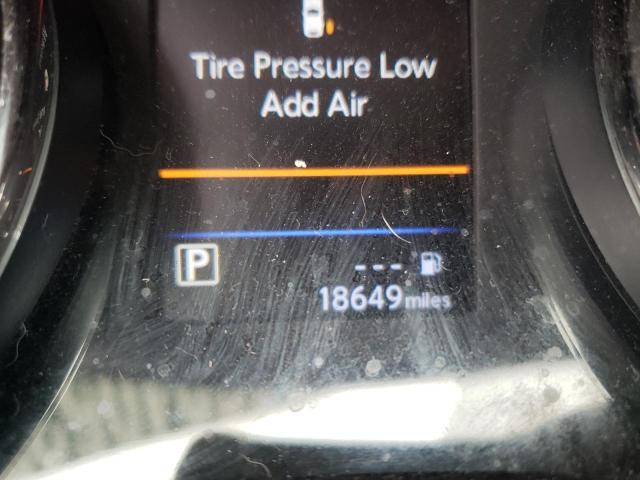 Tire Pressure Low
Add Air
P
---
18649 miles